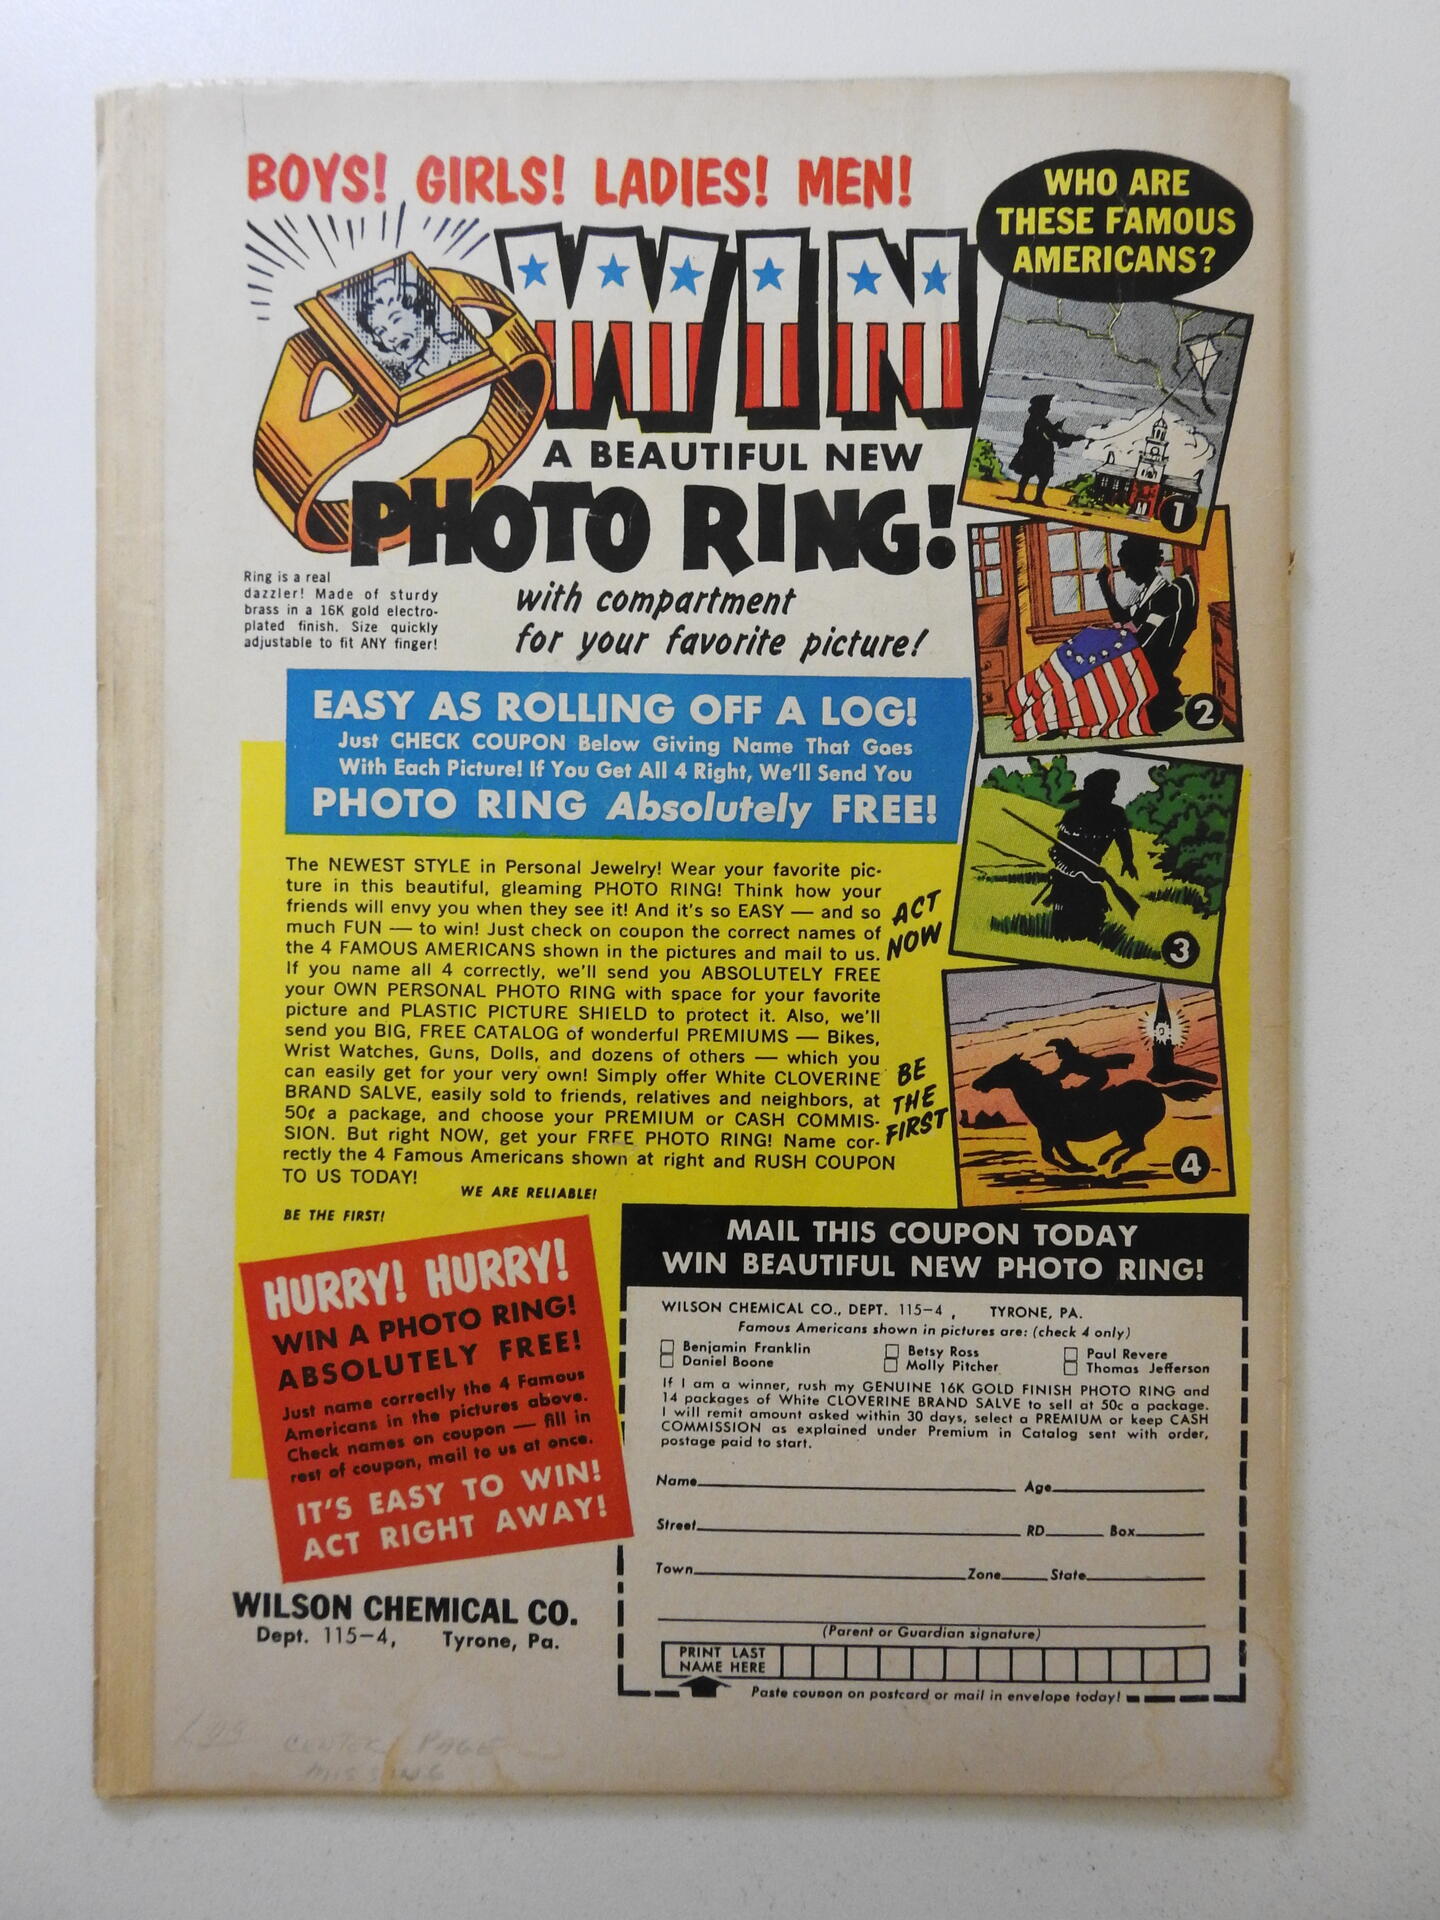 BOYS! GIRLS! LADIES! MEN!
WIN
A BEAUTIFUL NEW
PHOTO RING!
with compartment
for your favorite picture!
Ring is a real
dazzler! Made of sturdy
brass in a 16K gold electro-
plated finish. Size quickly
adjustable to fit ANY finger!
WHO ARE
THESE FAMOUS
AMERICANS?
1
2
3
4
EASY AS ROLLING OFF A LOG!
Just CHECK COUPON Below Giving Name That Goes
With Each Picture! If You Get All 4 Right, We'll Send You
PHOTO RING Absolutely FREE!
The NEWEST STYLE in Personal Jewelry! Wear your favorite pic-
ture in this beautiful, gleaming PHOTO RING! Think how your
friends will envy you when they see it! And it's so EASY — and so
much FUN — to win! Just check on coupon the correct names of
the 4 FAMOUS AMERICANS shown in the pictures and mail to us.
If you name all 4 correctly, we'll send you ABSOLUTELY FREE
your OWN PERSONAL PHOTO RING with space for your favorite
picture and PLASTIC PICTURE SHIELD to protect it. Also, we'll
send you BIG, FREE CATALOG of wonderful PREMIUMS — Bikes,
Wrist Watches, Guns, Dolls, and dozens of others — which you
can easily get for your very own! Simply offer White CLOVERINE
BRAND SALVE, easily sold to friends, relatives and neighbors, at
50¢ a package, and choose your PREMIUM or CASH COMMIS-
SION. But right NOW, get your FREE PHOTO RING! Name cor-
rectly the 4 Famous Americans shown at right and RUSH COUPON
TO US TODAY!
WE ARE RELIABLE!
BE THE FIRST!
ACT
NOW
BE
THE
FIRST
HURRY! HURRY!
WIN A PHOTO RING!
ABSOLUTELY FREE!
Just name correctly the 4 Famous
Americans in the pictures above.
Check names on coupon — fill in
rest of coupon, mail to us at once.
IT'S EASY TO WIN!
ACT RIGHT AWAY!
WILSON CHEMICAL CO.
Dept. 115-4, Tyrone, Pa.
MAIL THIS COUPON TODAY
WIN BEAUTIFUL NEW PHOTO RING!
WILSON CHEMICAL CO., DEPT. 115-4, TYRONE, PA.
Famous Americans shown in pictures are: (check 4 only)
Benjamin Franklin Betsy Ross Paul Revere
Daniel Boone Molly Pitcher Thomas Jefferson
If I am a winner, rush my GENUINE 16K GOLD FINISH PHOTO RING and
14 packages of White CLOVERINE BRAND SALVE to sell at 50c a package.
I will remit amount asked within 30 days, select a PREMIUM or keep CASH
COMMISSION as explained under Premium in Catalog sent with order,
postage paid to start.
Name Age
Street RD Box
Town Zone State
(Parent or Guardian signature)
PRINT LAST
NAME HERE
Paste coupon on postcard or mail in envelope today!
CENTER PAGE
MISSING